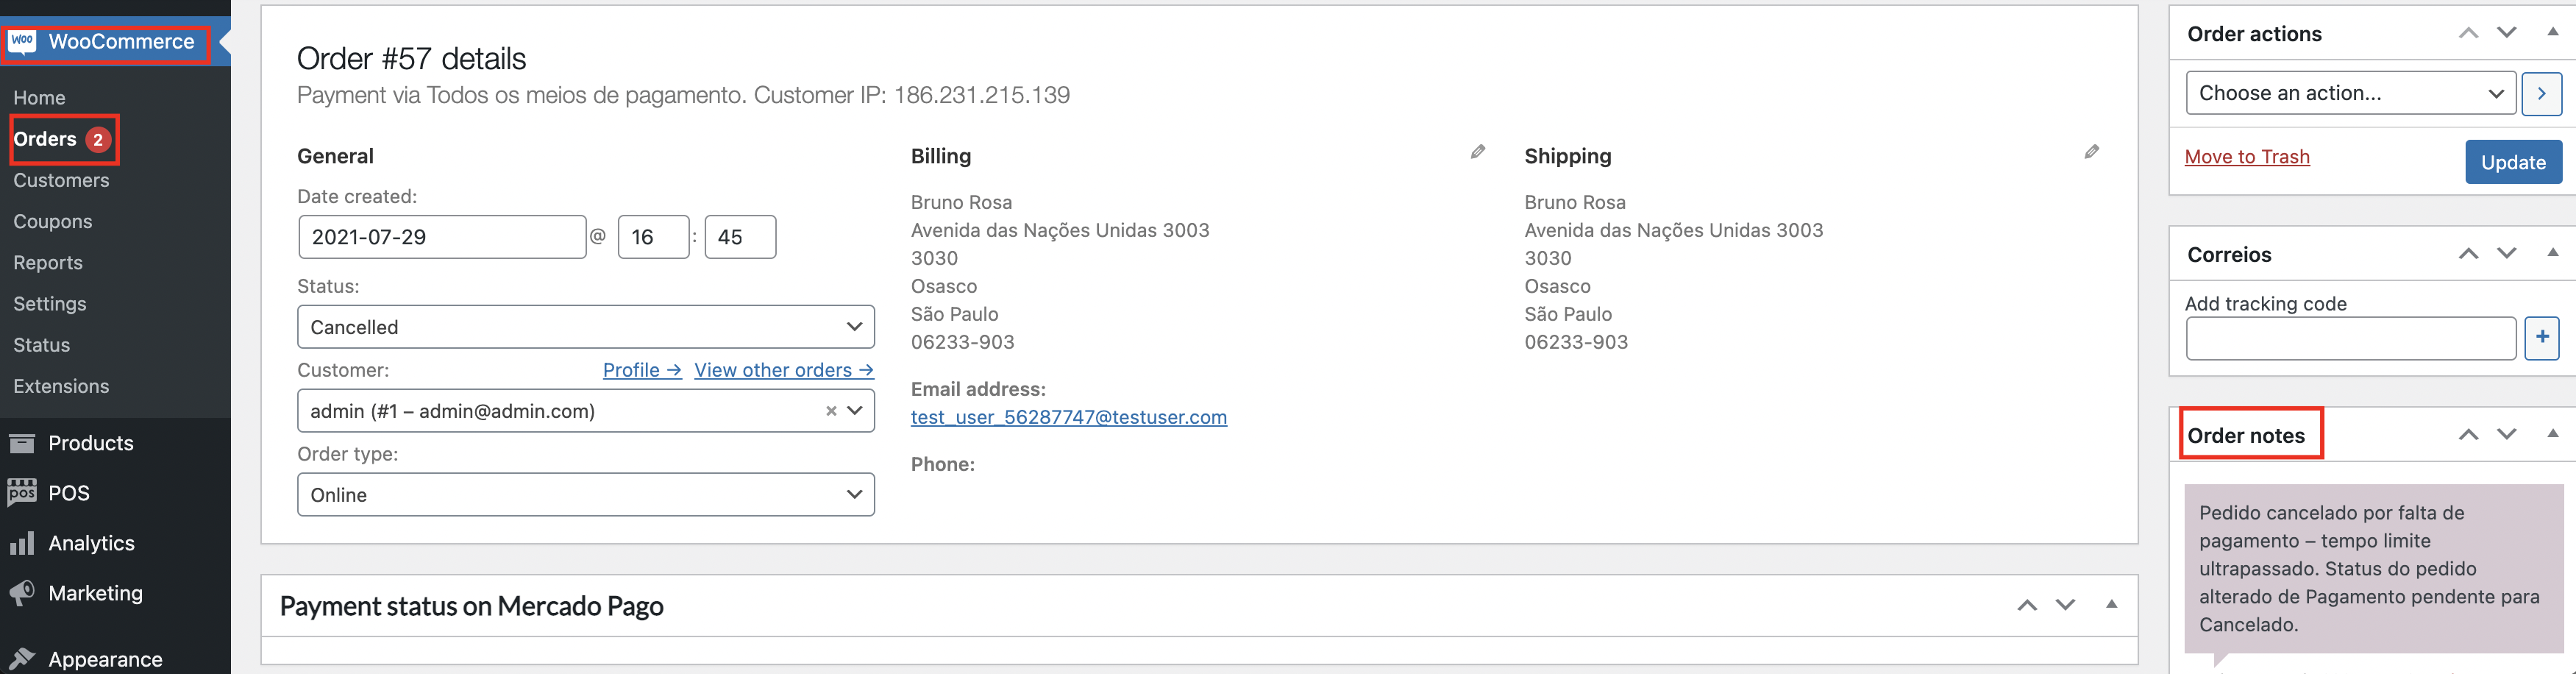 Woo WooCommerce
Home
Orders 2
Customers
Coupons
Reports
Settings
Status
Extensions
Products
POS POS
Analytics
Marketing
Appearance
Order #57 details
Payment via Todos os meios de pagamento. Customer IP: 186.231.215.139
General
Date created:
2021-07-29 @ 16 : 45
Status:
Cancelled
Customer: Profile → View other orders →
admin (#1 – admin@admin.com) ×
Order type:
Online
Billing
Bruno Rosa
Avenida das Nações Unidas 3003
3030
Osasco
São Paulo
06233-903
Email address:
test_user_56287747@testuser.com
Phone:
Shipping
Bruno Rosa
Avenida das Nações Unidas 3003
3030
Osasco
São Paulo
06233-903
Payment status on Mercado Pago
Order actions
Choose an action...
Move to Trash Update
Correios
Add tracking code
+
Order notes
Pedido cancelado por falta de
pagamento – tempo limite
ultrapassado. Status do pedido
alterado de Pagamento pendente para
Cancelado.